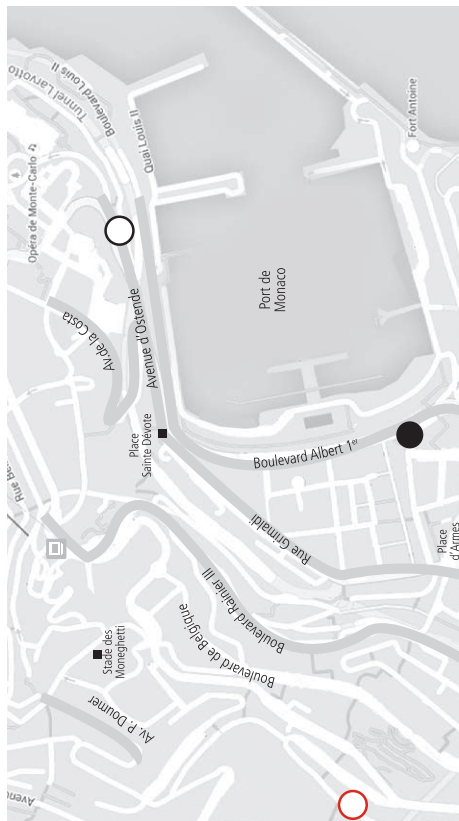 Tunnel Larvotto
Boulevard Louis II
Quai Louis II
Fort Antoine
Opéra de Monte-Carlo
Port de
Monaco
Av.de la Costa
Avenue d'Ostende
Place
Sainte Dévote
Boulevard Albert 1er
Rue Grimaldi
Place
d'Armes
Boulevard Rainier III
Boulevard de Belgique
Stade des
Moneghetti
Av. P. Doumer